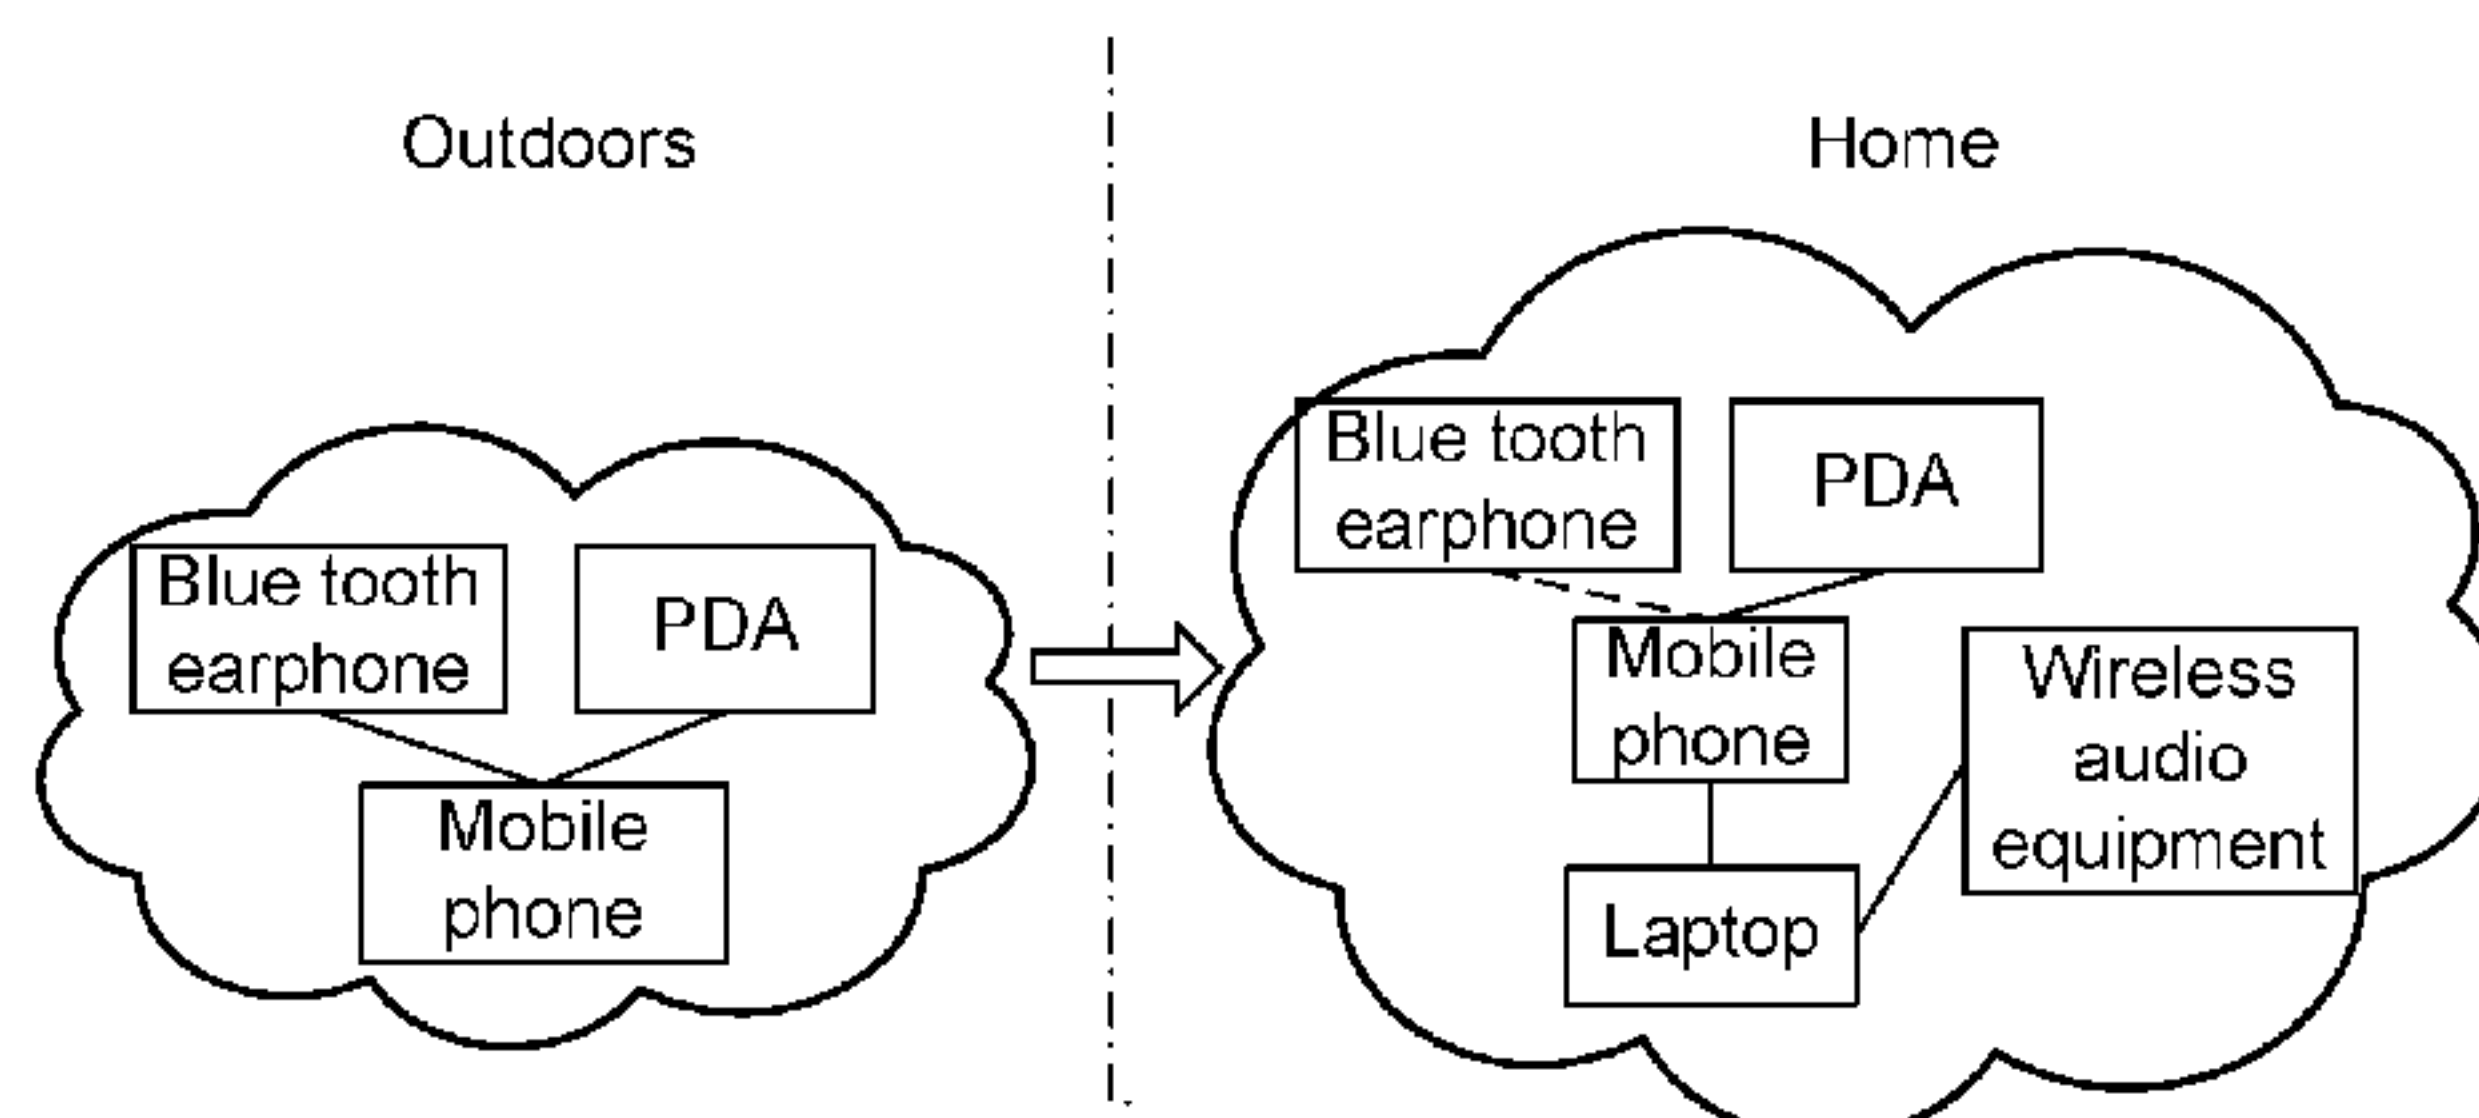 Outdoors
Home
Blue tooth
earphone
PDA
Mobile
phone
Blue tooth
earphone
PDA
Mobile
phone
Wireless
audio
equipment
Laptop